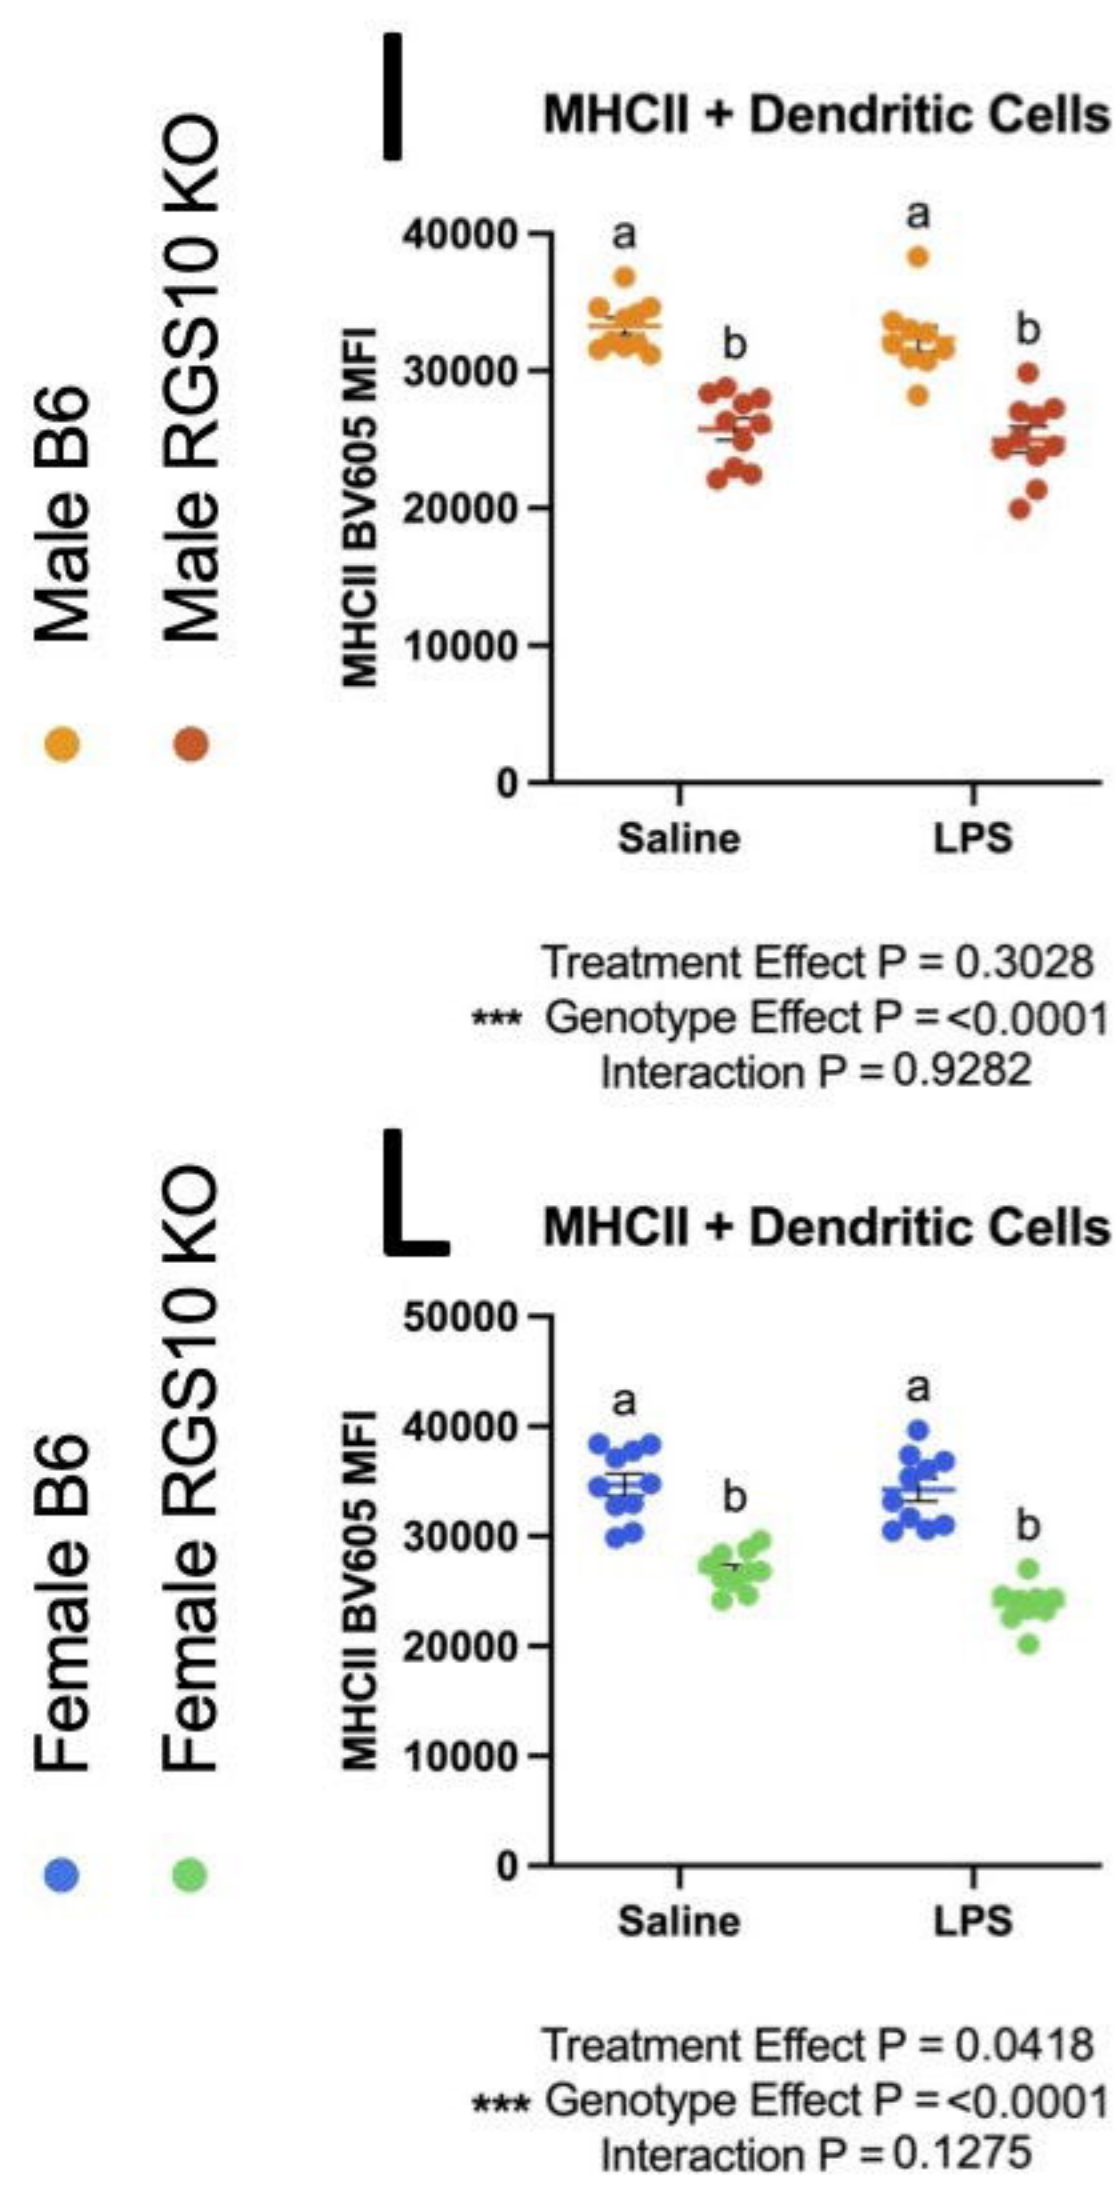 Male B6
Male RGS10 KO
I
MHCII + Dendritic Cells
MHCII BV605 MFI
40000
30000
20000
10000
0
a
b
a
b
Saline
LPS
Treatment Effect P = 0.3028
*** Genotype Effect P =<0.0001
Interaction P = 0.9282
Female B6
Female RGS10 KO
L
MHCII + Dendritic Cells
MHCII BV605 MFI
50000
40000
30000
20000
10000
0
a
b
a
b
Saline
LPS
Treatment Effect P = 0.0418
*** Genotype Effect P =<0.0001
Interaction P = 0.1275